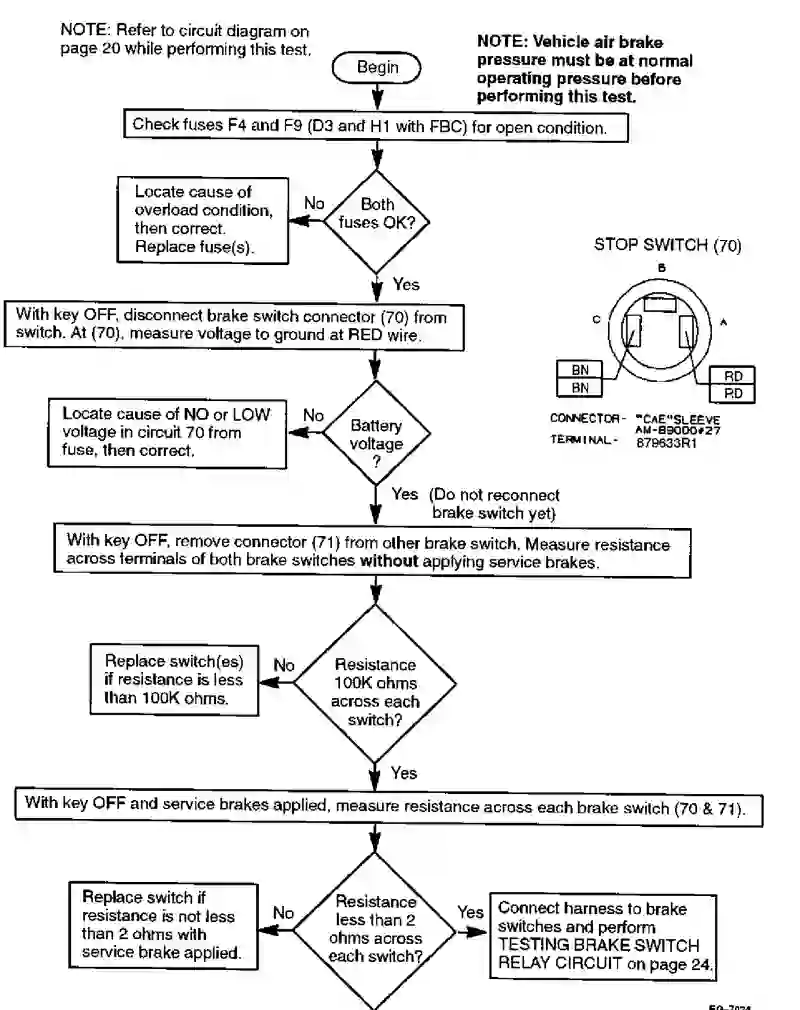 NOTE: Refer to circuit diagram on
page 20 while performing this test.
NOTE: Vehicle air brake
pressure must be at normal
operating pressure before
performing this test.
Begin
Check fuses F4 and F9 (D3 and H1 with FBC) for open condition.
Locate cause of
overload condition,
then correct.
Replace fuse(s).
No
Both
fuses OK?
Yes
STOP SWITCH (70)
B
C
A
BN
BN
RD
RD
CONNECTOR- "CAE"SLEEVE
AM-89000#27
TERMINAL- 879633R1
With key OFF, disconnect brake switch connector (70) from
switch. At (70), measure voltage to ground at RED wire.
Locate cause of NO or LOW
voltage in circuit 70 from
fuse, then correct.
No
Battery
voltage
?
Yes (Do not reconnect
brake switch yet)
With key OFF, remove connector (71) from other brake switch. Measure resistance
across terminals of both brake switches without applying service brakes.
Replace switch(es)
if resistance is less
than 100K ohms.
No
Resistance
100K ohms
across each
switch?
Yes
With key OFF and service brakes applied, measure resistance across each brake switch (70 & 71).
Replace switch if
resistance is not less
than 2 ohms with
service brake applied.
No
Resistance
less than 2
ohms across
each switch?
Yes
Connect harness to brake
switches and perform
TESTING BRAKE SWITCH
RELAY CIRCUIT on page 24.